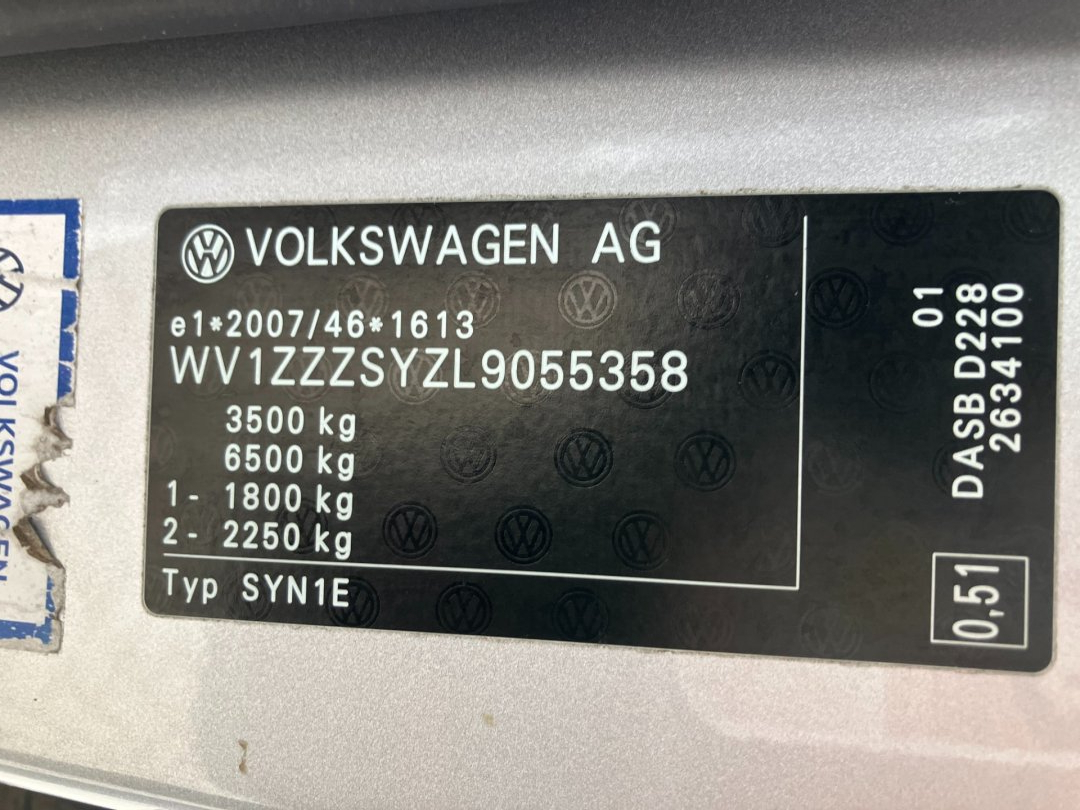 VOLKSWAGEN AG
e1*2007/46*1613
WV1ZZZSYZL9055358
3500 kg
6500 kg
1- 1800 kg
2- 2250 kg
Typ SYN1E
01
DASB D228
2634100
0,51
VOLKSWAGEN